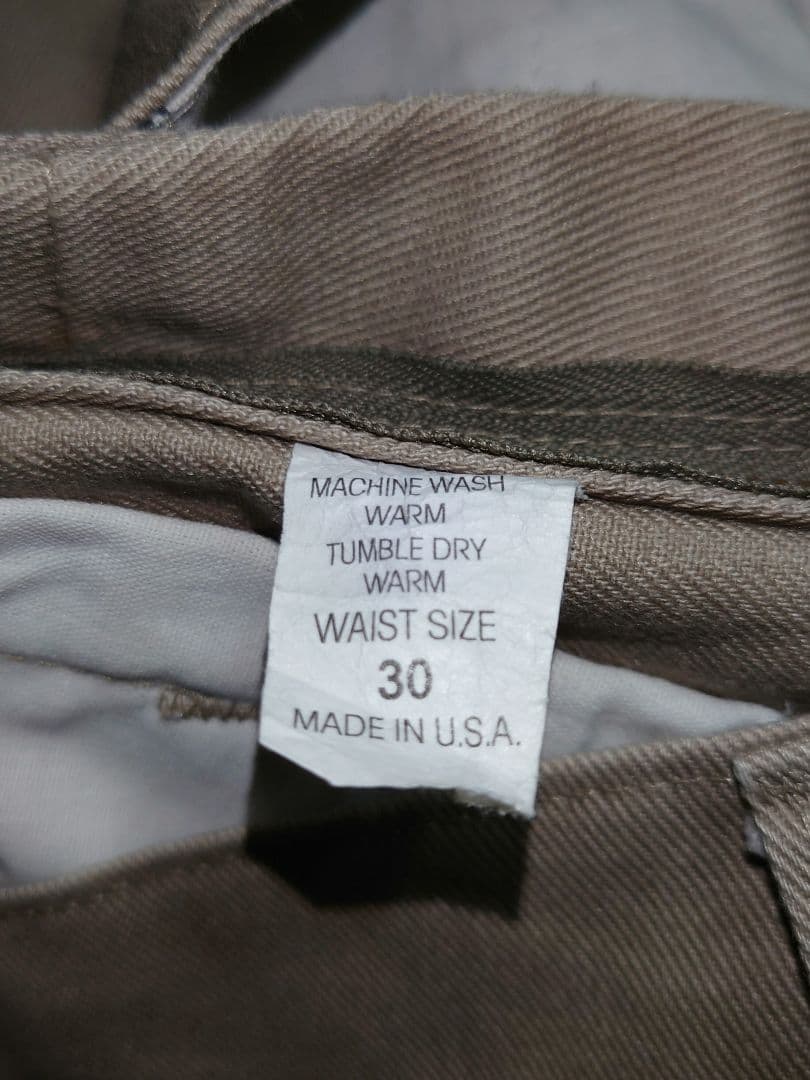 MACHINE WASH
WARM
TUMBLE DRY
WARM
WAIST SIZE
30
MADE IN U.S.A.